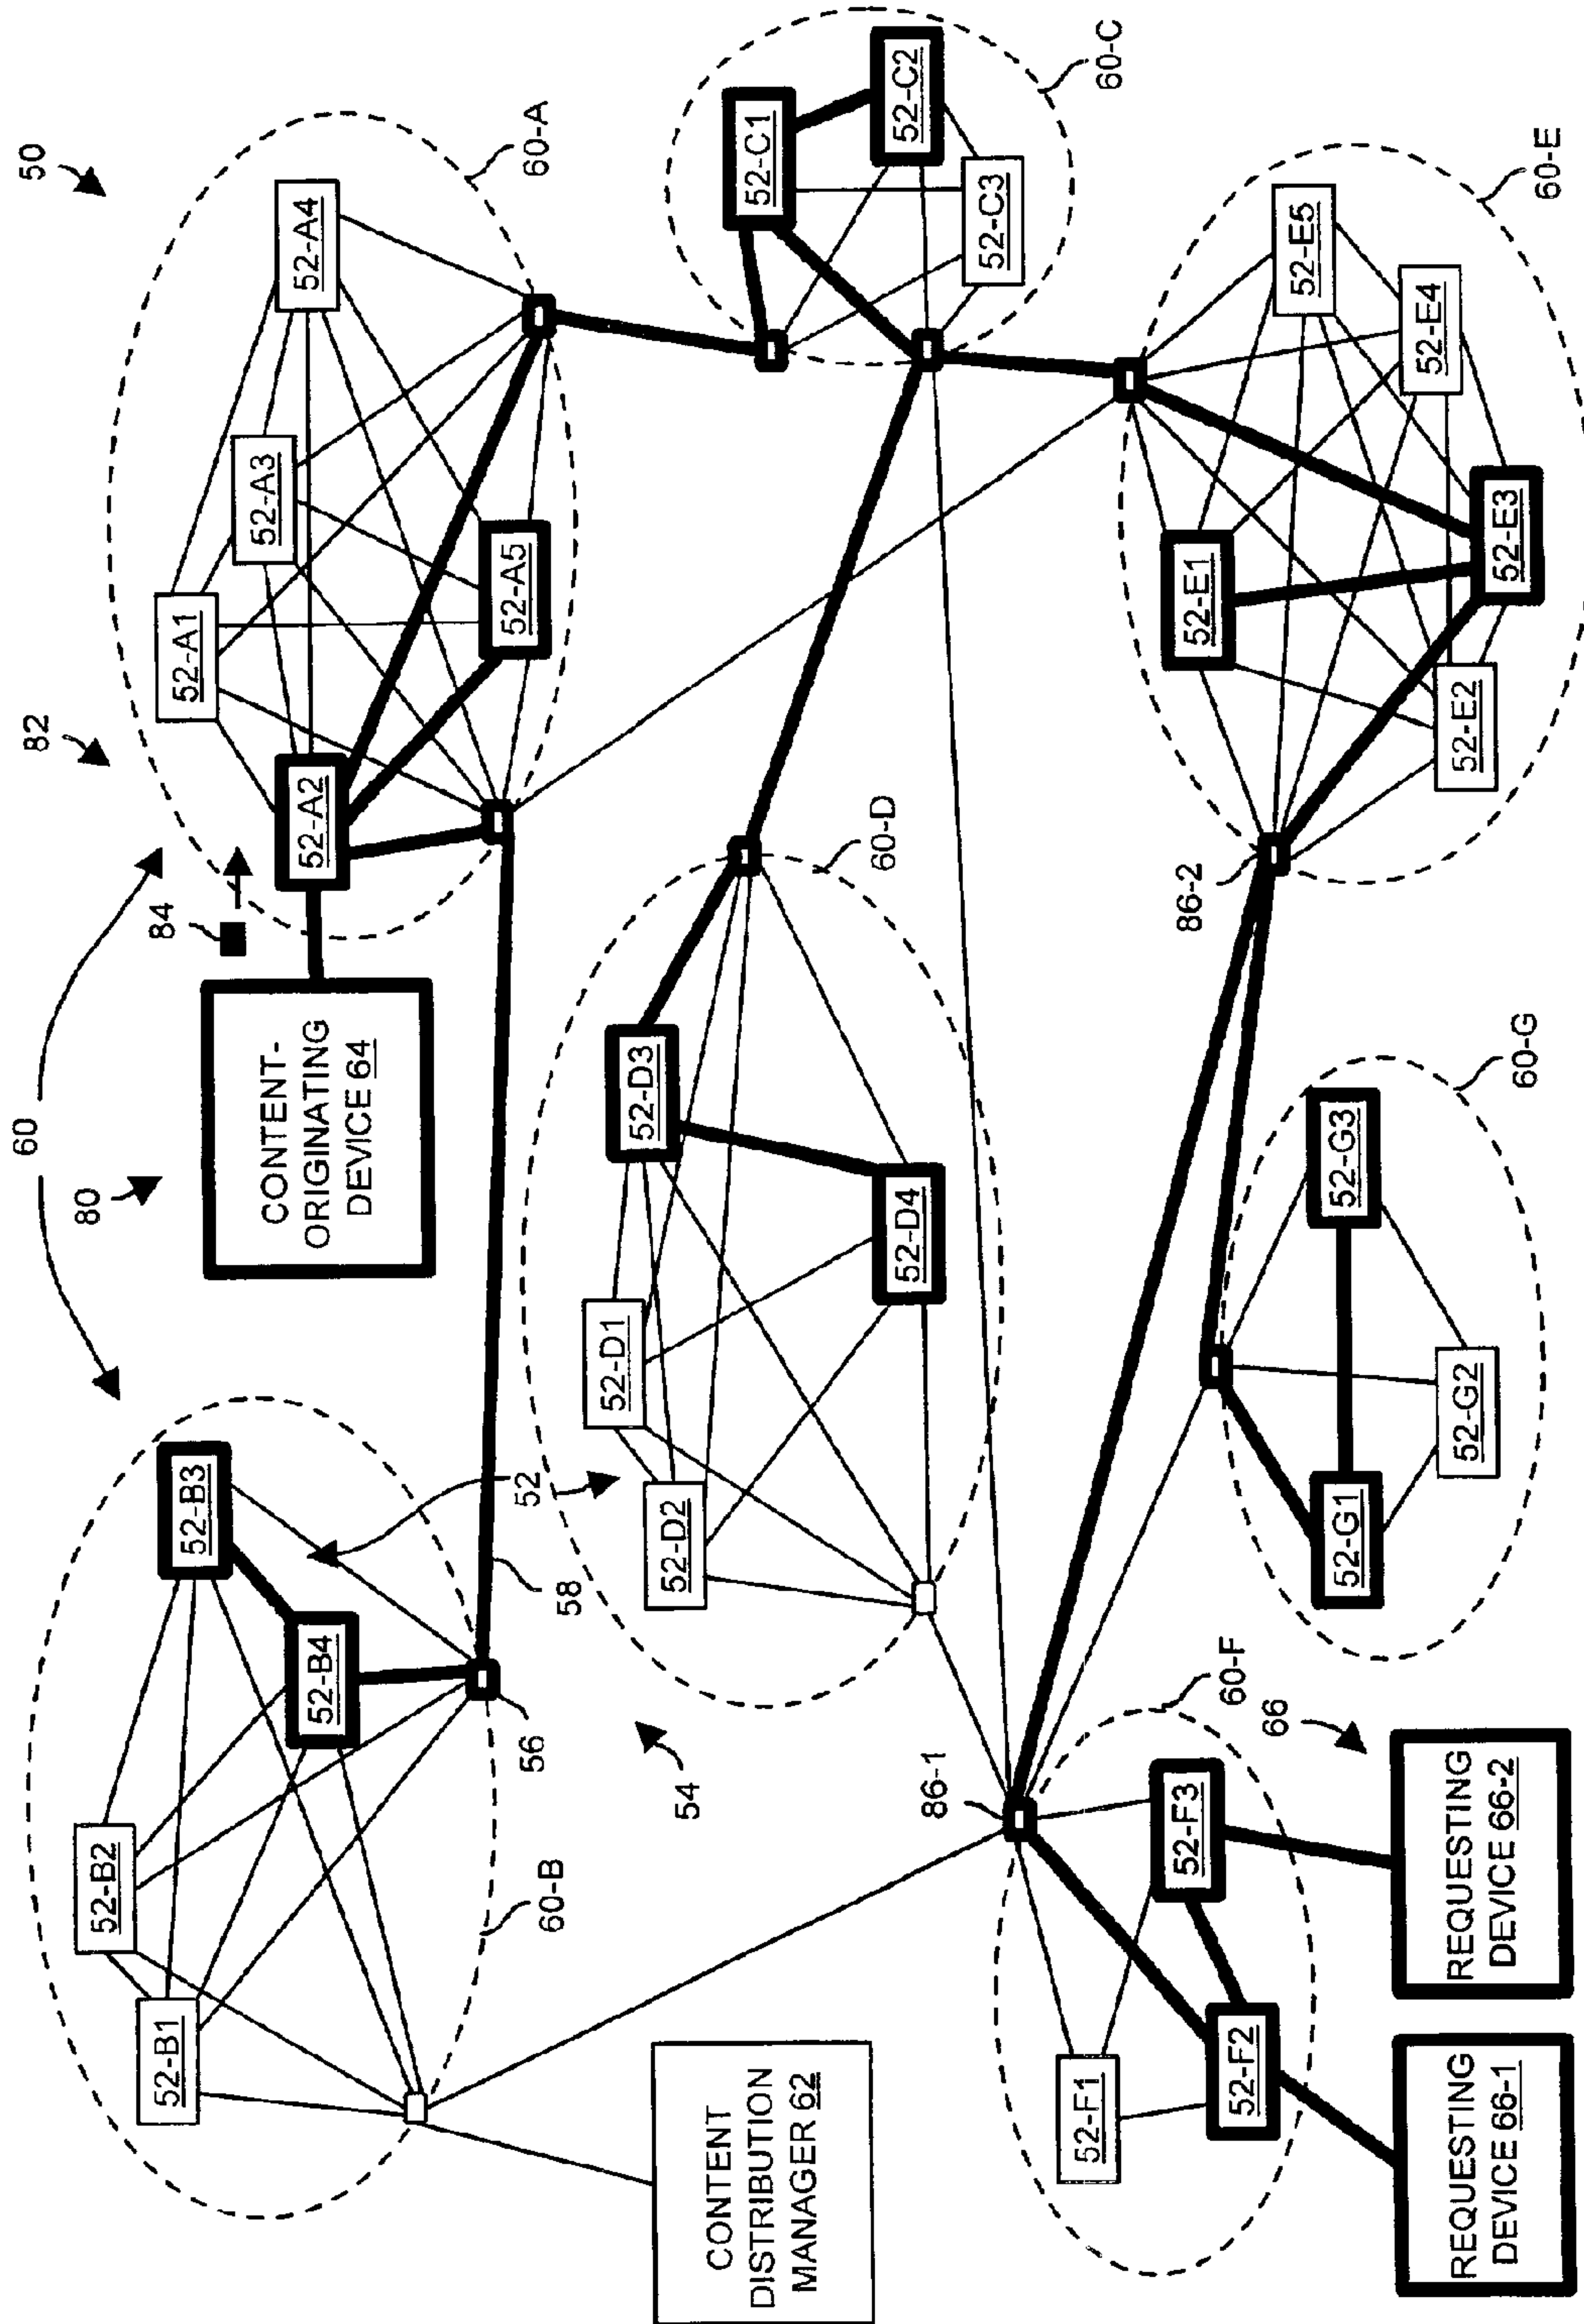 50
82
60
80
84
CONTENT-
ORIGINATING
DEVICE 64
52-A1
52-A2
52-A3
52-A4
52-A5
60-A
52-B1
52-B2
52-B3
52-B4
60-B
52
56
58
54
52-C1
52-C2
52-C3
60-C
52-D1
52-D2
52-D3
52-D4
60-D
CONTENT
DISTRIBUTION
MANAGER 62
86-1
86-2
52-E1
52-E2
52-E3
52-E4
52-E5
60-E
52-F1
52-F2
52-F3
60-F
52-G1
52-G2
52-G3
60-G
66
REQUESTING
DEVICE 66-1
REQUESTING
DEVICE 66-2